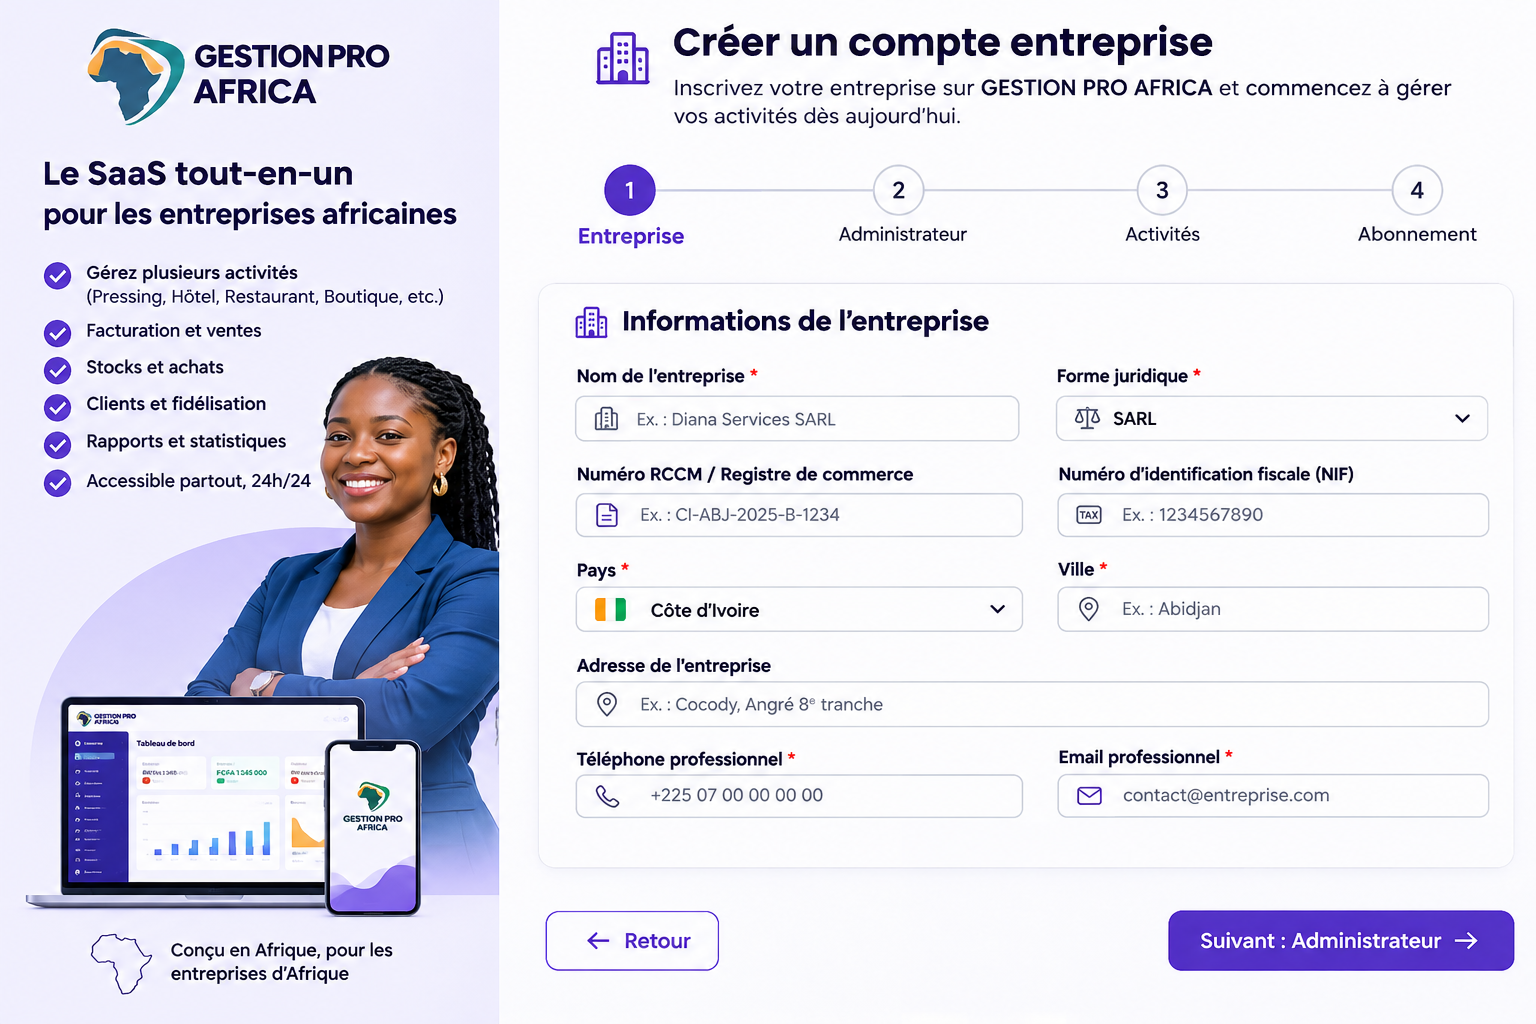 GESTION PRO
AFRICA
Le SaaS tout-en-un
pour les entreprises africaines
Gérez plusieurs activités
(Pressing, Hôtel, Restaurant, Boutique, etc.)
Facturation et ventes
Stocks et achats
Clients et fidélisation
Rapports et statistiques
Accessible partout, 24h/24
GESTION PRO
AFRICA
Tableau de bord
GESTION PRO
AFRICA
Conçu en Afrique, pour les
entreprises d’Afrique
Créer un compte entreprise
Inscrivez votre entreprise sur GESTION PRO AFRICA et commencez à gérer
vos activités dès aujourd’hui.
1 2 3 4
Entreprise Administrateur Activités Abonnement
Informations de l’entreprise
Nom de l’entreprise * Forme juridique *
Ex. : Diana Services SARL SARL
Numéro RCCM / Registre de commerce Numéro d’identification fiscale (NIF)
Ex. : CI-ABJ-2025-B-1234 TAX Ex. : 1234567890
Pays * Ville *
Côte d’Ivoire Ex. : Abidjan
Adresse de l’entreprise
Ex. : Cocody, Angré 8ᵉ tranche
Téléphone professionnel * Email professionnel *
+225 07 00 00 00 00 contact@entreprise.com
← Retour Suivant : Administrateur →